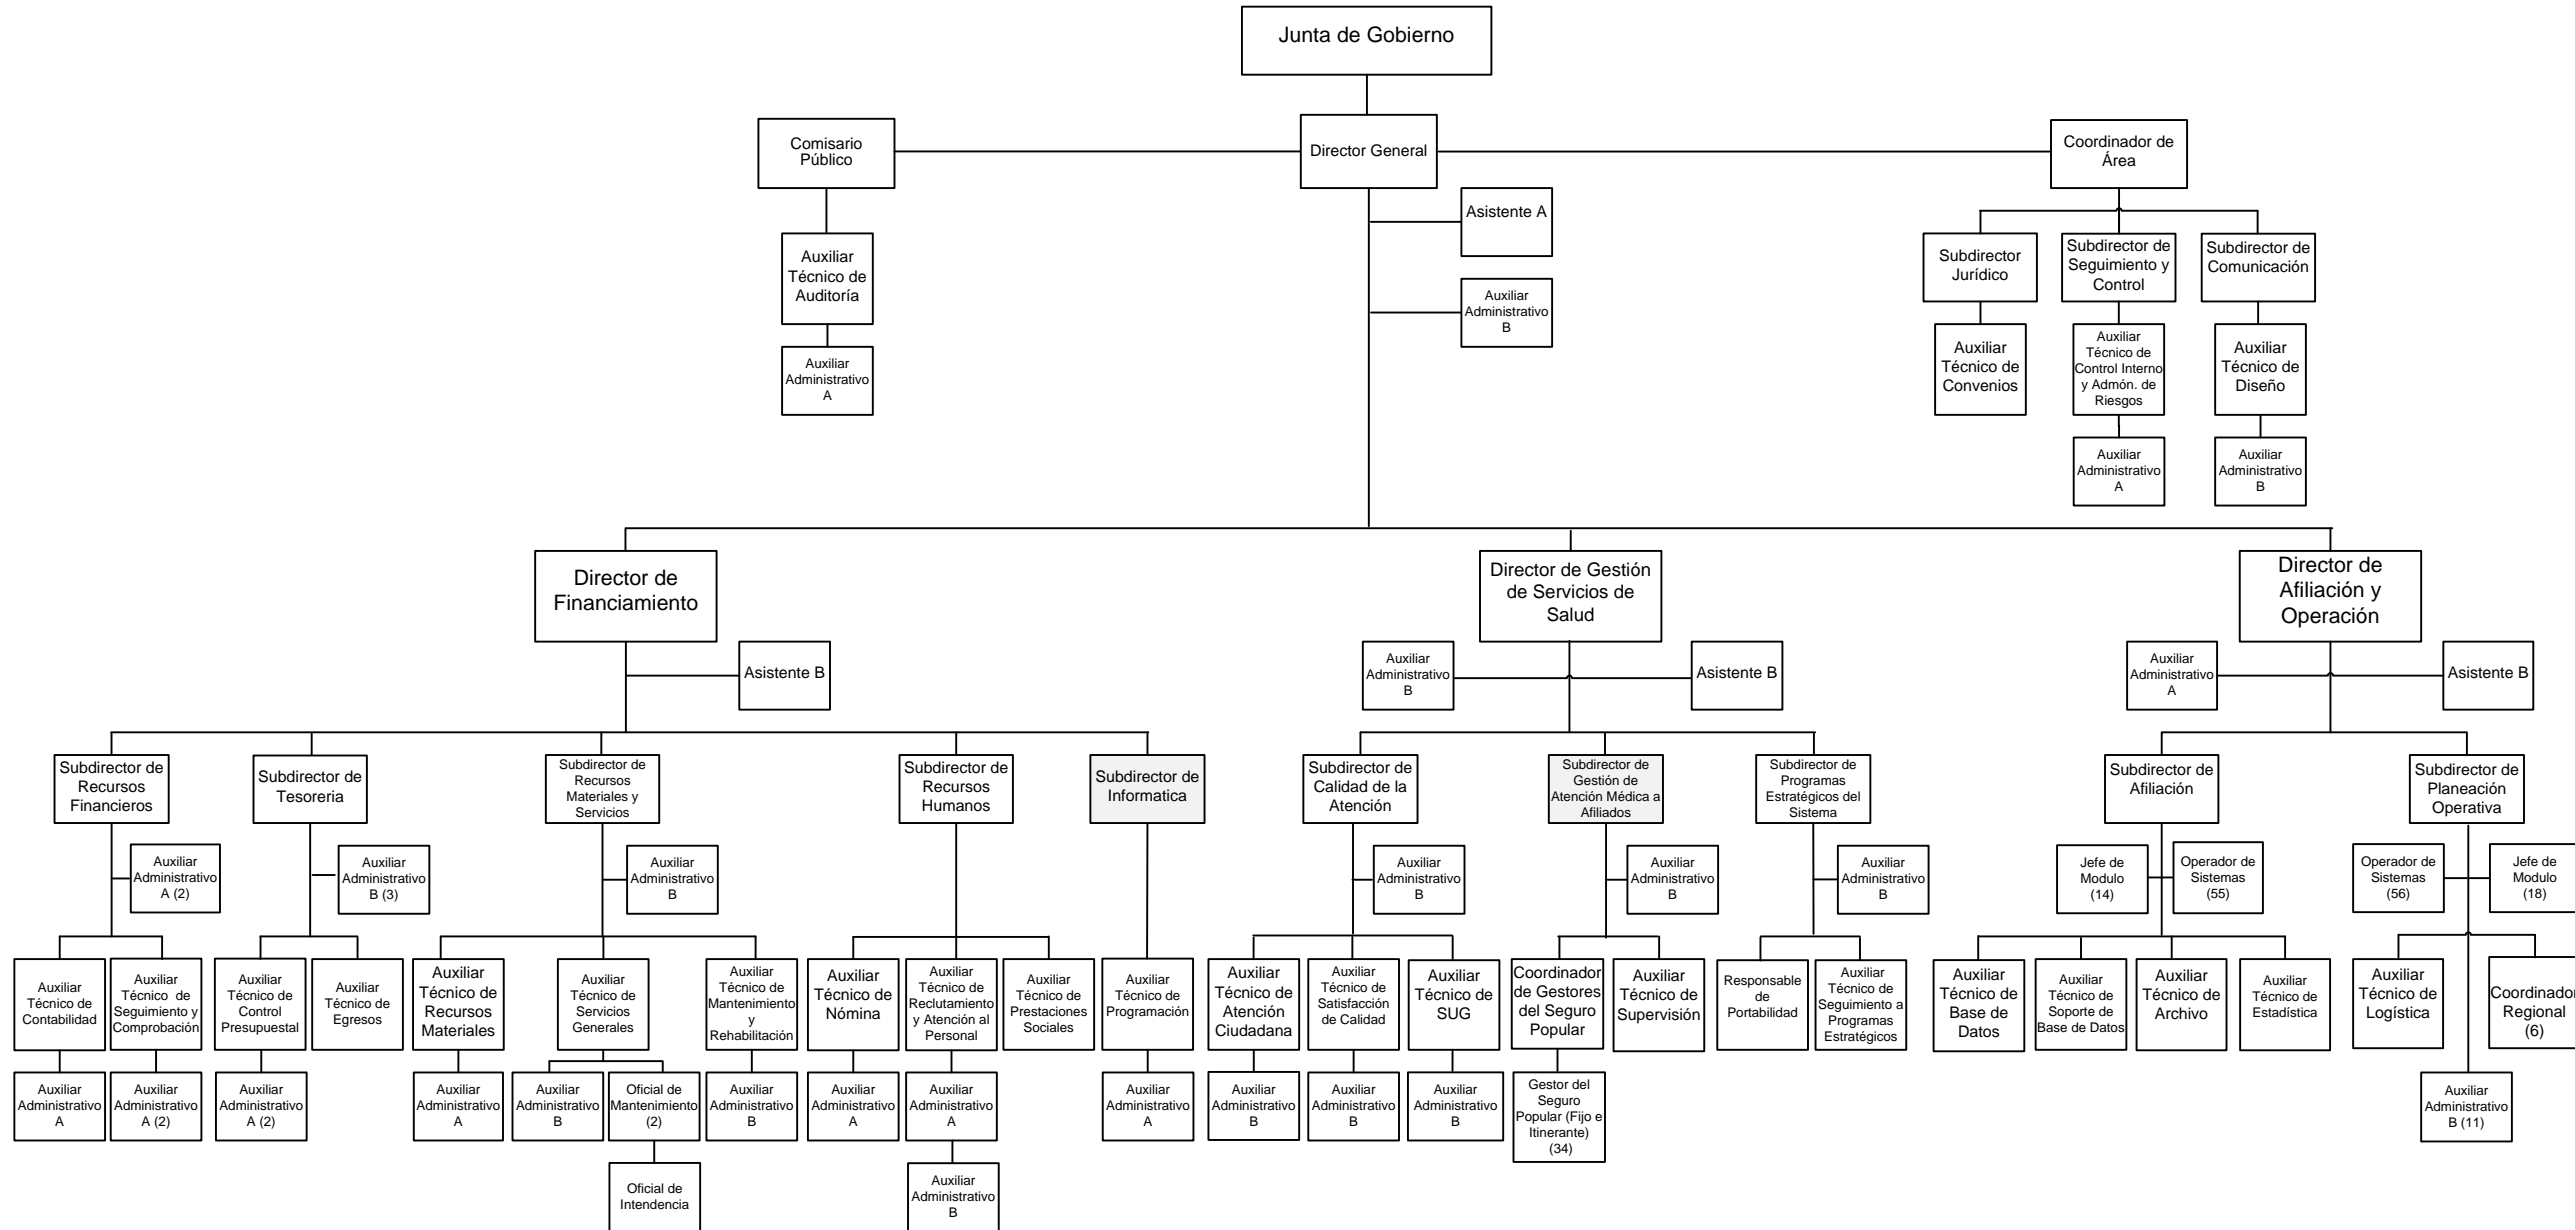 Junta de Gobierno
Comisario
Público
Director General
Coordinador de
Área
Asistente A
Auxiliar
Administrativo
B
Auxiliar
Técnico de
Auditoría
Auxiliar
Administrativo
A
Subdirector
Jurídico
Subdirector de
Seguimiento y
Control
Subdirector de
Comunicación
Auxiliar
Técnico de
Convenios
Auxiliar
Técnico de
Control Interno
y Admón. de
Riesgos
Auxiliar
Técnico de
Diseño
Auxiliar
Administrativo
A
Auxiliar
Administrativo
B
Director de
Financiamiento
Director de Gestión
de Servicios de
Salud
Director de
Afiliación y
Operación
Asistente B
Auxiliar
Administrativo
B
Asistente B
Auxiliar
Administrativo
A
Asistente B
Subdirector de
Recursos
Financieros
Subdirector de
Tesoreria
Subdirector de
Recursos
Materiales y
Servicios
Subdirector de
Recursos
Humanos
Subdirector de
Informatica
Subdirector de
Calidad de la
Atención
Subdirector de
Gestión de
Atención Médica a
Afiliados
Subdirector de
Programas
Estratégicos del
Sistema
Subdirector de
Afiliación
Subdirector de
Planeación
Operativa
Auxiliar
Administrativo
A (2)
Auxiliar
Administrativo
B (3)
Auxiliar
Administrativo
B
Auxiliar
Administrativo
B
Auxiliar
Administrativo
B
Auxiliar
Administrativo
B
Jefe de
Modulo
(14)
Operador de
Sistemas
(55)
Operador de
Sistemas
(56)
Jefe de
Modulo
(18)
Auxiliar
Técnico de
Contabilidad
Auxiliar
Técnico de
Seguimiento y
Comprobación
Auxiliar
Técnico de
Control
Presupuestal
Auxiliar
Técnico de
Egresos
Auxiliar
Técnico de
Recursos
Materiales
Auxiliar
Técnico de
Servicios
Generales
Auxiliar
Técnico de
Mantenimiento
y
Rehabilitación
Auxiliar
Técnico de
Nómina
Auxiliar
Técnico de
Reclutamiento
y Atención al
Personal
Auxiliar
Técnico de
Prestaciones
Sociales
Auxiliar
Técnico de
Programación
Auxiliar
Técnico de
Atención
Ciudadana
Auxiliar
Técnico de
Satisfacción
de Calidad
Auxiliar
Técnico de
SUG
Coordinador
de Gestores
del Seguro
Popular
Auxiliar
Técnico de
Supervisión
Responsable
de
Portabilidad
Auxiliar
Técnico de
Seguimiento a
Programas
Estratégicos
Auxiliar
Técnico de
Base de
Datos
Auxiliar
Técnico de
Soporte de
Base de Datos
Auxiliar
Técnico de
Archivo
Auxiliar
Técnico de
Estadística
Auxiliar
Técnico de
Logística
Coordinador
Regional
(6)
Auxiliar
Administrativo
A
Auxiliar
Administrativo
A (2)
Auxiliar
Administrativo
A (2)
Auxiliar
Administrativo
A
Auxiliar
Administrativo
B
Oficial de
Mantenimiento
(2)
Auxiliar
Administrativo
B
Auxiliar
Administrativo
A
Auxiliar
Administrativo
A
Auxiliar
Administrativo
A
Auxiliar
Administrativo
B
Auxiliar
Administrativo
B
Auxiliar
Administrativo
B
Gestor del
Seguro
Popular (Fijo e
Itinerante)
(34)
Auxiliar
Administrativo
B (11)
Oficial de
Intendencia
Auxiliar
Administrativo
B